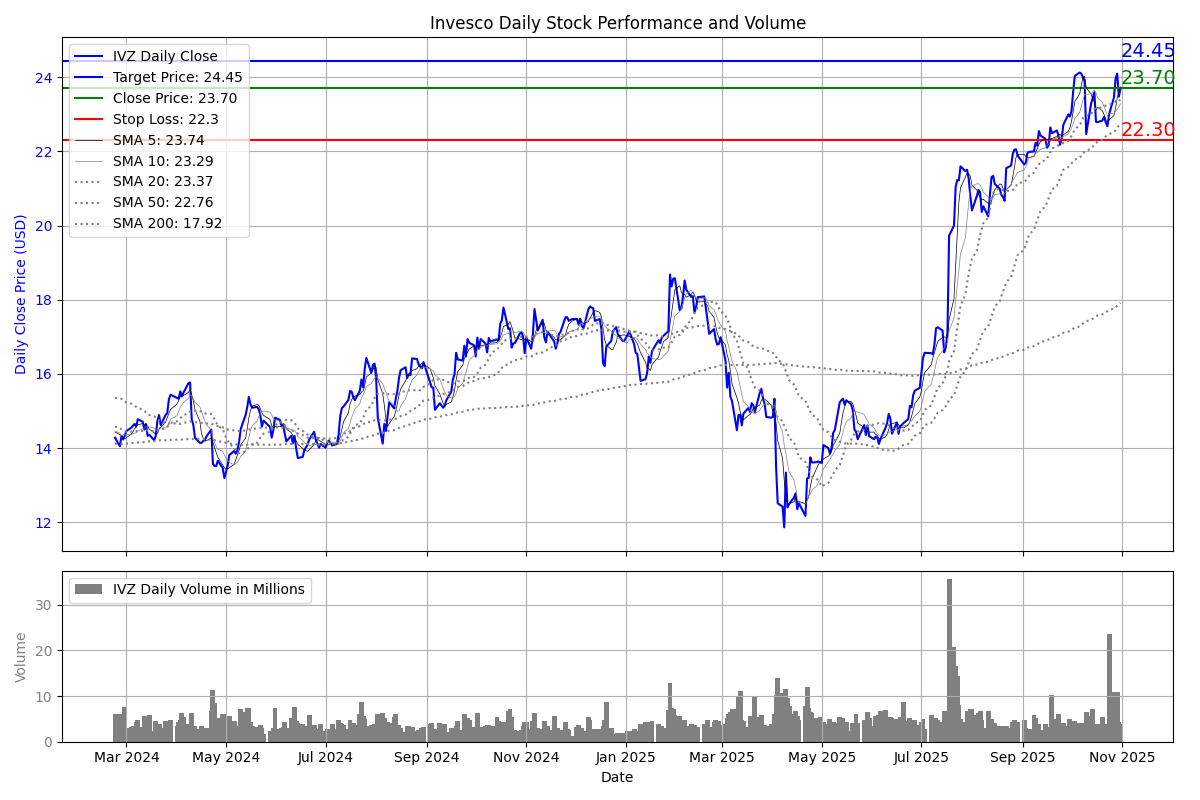 Invesco Daily Stock Performance and Volume
IVZ Daily Close
Target Price: 24.45
Close Price: 23.70
Stop Loss: 22.3
SMA 5: 23.74
SMA 10: 23.29
SMA 20: 23.37
SMA 50: 22.76
SMA 200: 17.92
24.45
23.70
22.30
Daily Close Price (USD)
24
22
20
18
16
14
12
IVZ Daily Volume in Millions
Volume
30
20
10
0
Mar 2024 May 2024 Jul 2024 Sep 2024 Nov 2024 Jan 2025 Mar 2025 May 2025 Jul 2025 Sep 2025 Nov 2025
Date